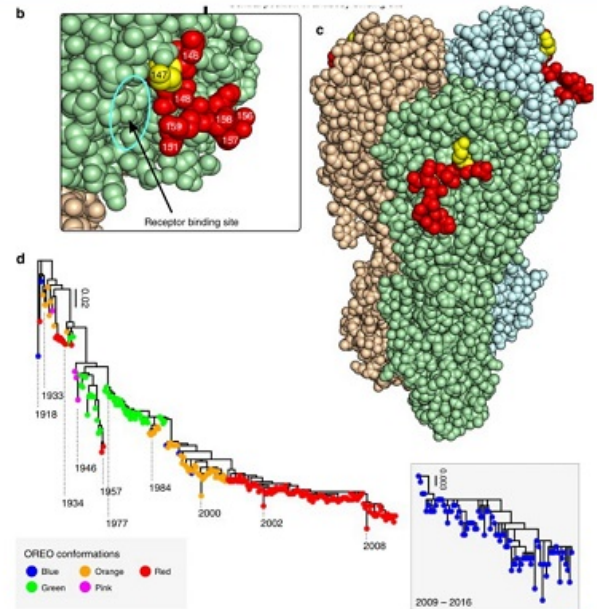 b
c
146
147
148
159
158
156
157
151
Receptor binding site
d
0.02
1933
1918
1946
1934
1957
1977
1984
2000
2002
2008
0.003
2009 – 2016
OREO conformations
Blue Orange Red
Green Pink